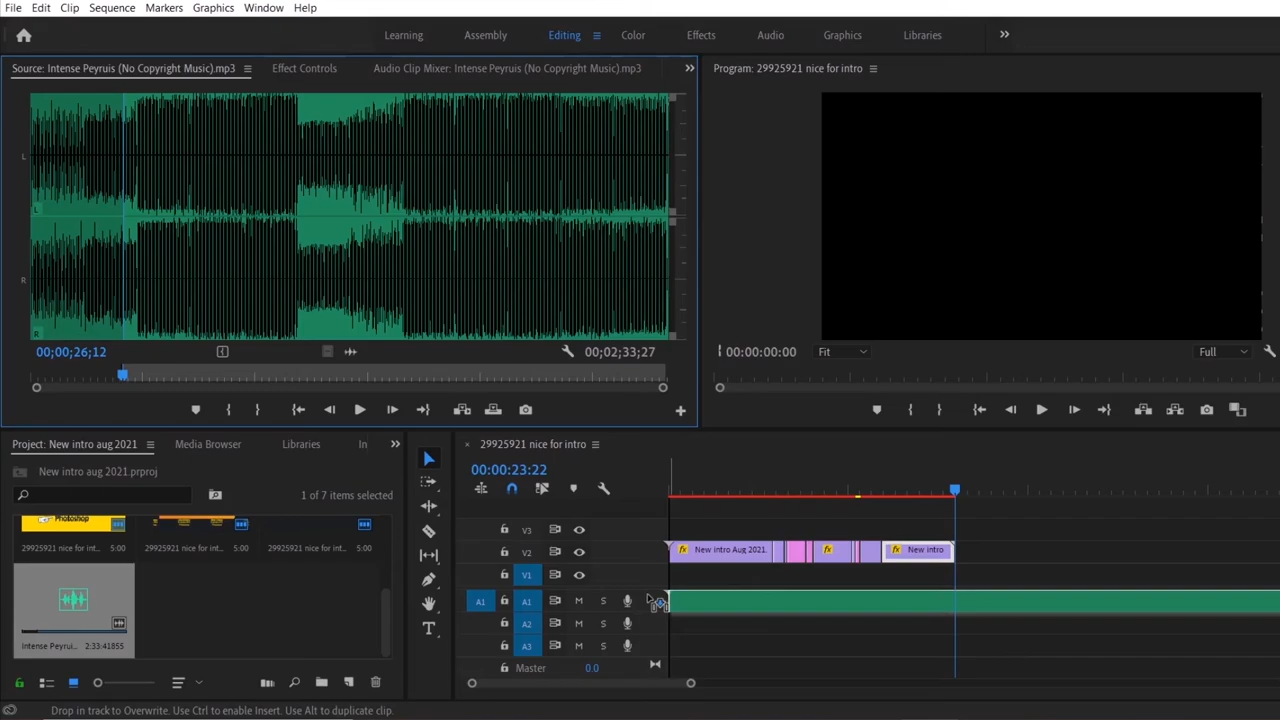 File Edit Clip Sequence Markers Graphics Window Help
Learning Assembly Editing Color Effects Audio Graphics Libraries
Source: Intense Peyruis (No Copyright Music).mp3 Effect Controls Audio Clip Mixer: Intense Peyruis (No Copyright Music).mp3 Program: 29925921 nice for intro
L
L
R
R
00;00;26;12 00;02;33;27 00:00:00:00 Fit Full
Project: New intro aug 2021 Media Browser Libraries In
New intro aug 2021.prproj
1 of 7 items selected
Photoshop
29925921 nice for int... 5:00 29925921 nice for int... 5:00 29925921 nice for int... 5:00
Intense Peyrui... 2:33:41855
× 29925921 nice for intro
00:00:23:22
V3
V2 fx New intro Aug 2021. fx fx New intro
V1
A1 A1 M S
A2 M S
A3 M S
Master 0.0
Drop in track to Overwrite. Use Ctrl to enable Insert. Use Alt to duplicate clip.